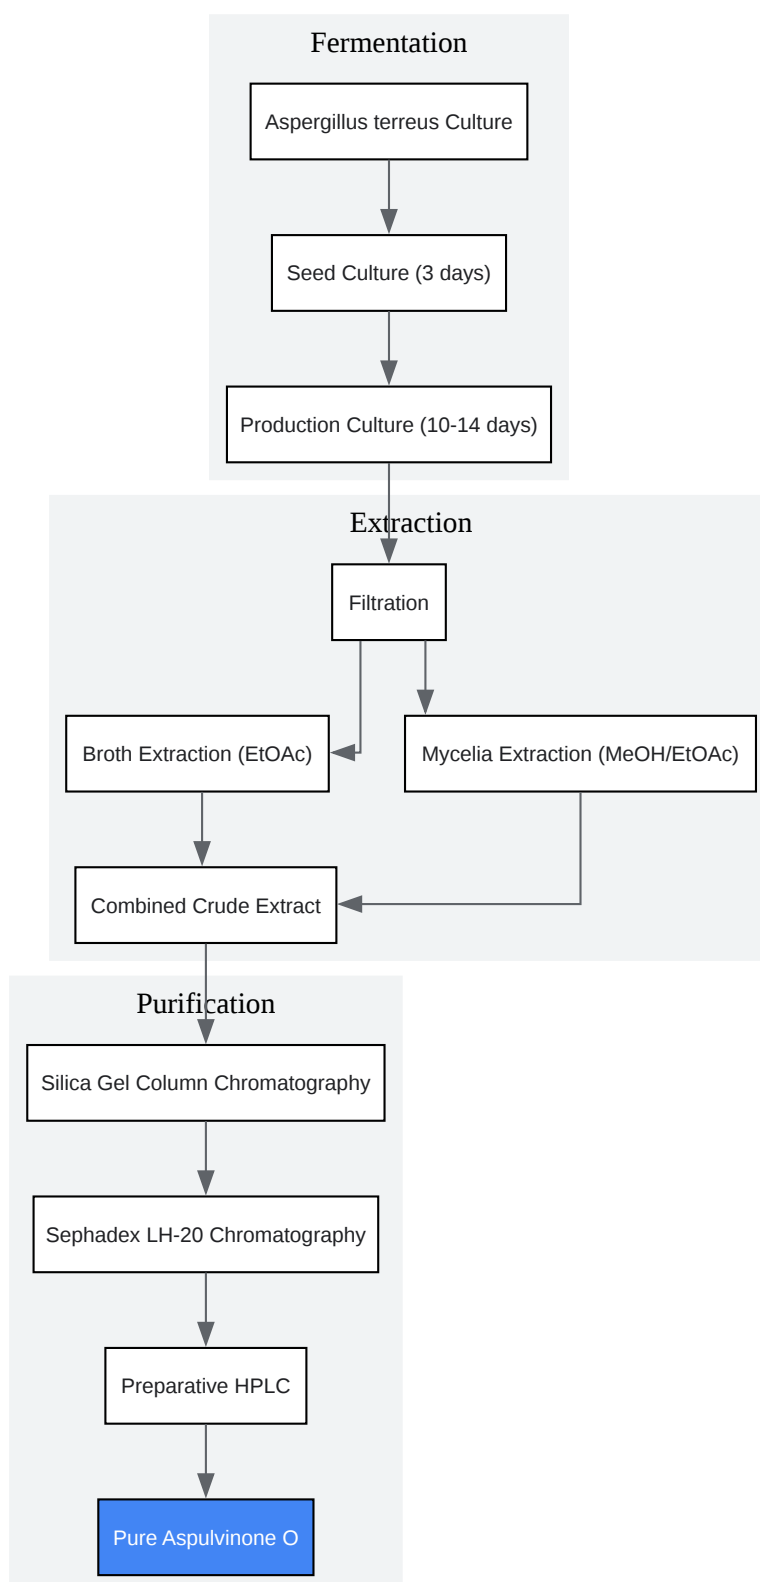 Fermentation
Aspergillus terreus Culture
Seed Culture (3 days)
Production Culture (10-14 days)
Extraction
Filtration
Broth Extraction (EtOAc)
Mycelia Extraction (MeOH/EtOAc)
Combined Crude Extract
Purification
Silica Gel Column Chromatography
Sephadex LH-20 Chromatography
Preparative HPLC
Pure Aspulvinone O